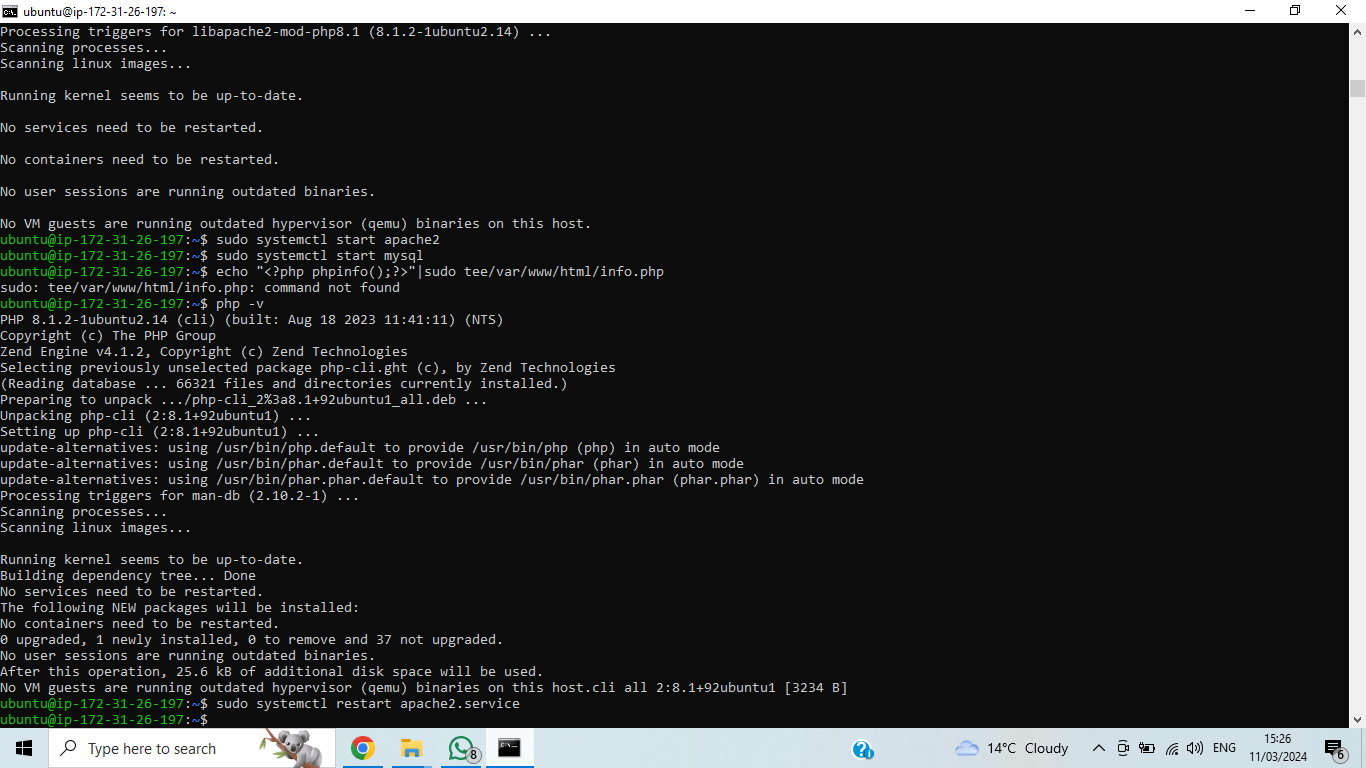 ubuntu@ip-172-31-26-197: ~
Processing triggers for libapache2-mod-php8.1 (8.1.2-1ubuntu2.14) ...
Scanning processes...
Scanning linux images...
Running kernel seems to be up-to-date.
No services need to be restarted.
No containers need to be restarted.
No user sessions are running outdated binaries.
No VM guests are running outdated hypervisor (qemu) binaries on this host.
ubuntu@ip-172-31-26-197:~$ sudo systemctl start apache2
ubuntu@ip-172-31-26-197:~$ sudo systemctl start mysql
ubuntu@ip-172-31-26-197:~$ echo "<?php phpinfo();?>"|sudo tee/var/www/html/info.php
sudo: tee/var/www/html/info.php: command not found
ubuntu@ip-172-31-26-197:~$ php -v
PHP 8.1.2-1ubuntu2.14 (cli) (built: Aug 18 2023 11:41:11) (NTS)
Copyright (c) The PHP Group
Zend Engine v4.1.2, Copyright (c) Zend Technologies
Selecting previously unselected package php-cli.ght (c), by Zend Technologies
(Reading database ... 66321 files and directories currently installed.)
Preparing to unpack .../php-cli_2%3a8.1+92ubuntu1_all.deb ...
Unpacking php-cli (2:8.1+92ubuntu1) ...
Setting up php-cli (2:8.1+92ubuntu1) ...
update-alternatives: using /usr/bin/php.default to provide /usr/bin/php (php) in auto mode
update-alternatives: using /usr/bin/phar.default to provide /usr/bin/phar (phar) in auto mode
update-alternatives: using /usr/bin/phar.phar.default to provide /usr/bin/phar.phar (phar.phar) in auto mode
Processing triggers for man-db (2.10.2-1) ...
Scanning processes...
Scanning linux images...
Running kernel seems to be up-to-date.
Building dependency tree... Done
No services need to be restarted.
The following NEW packages will be installed:
No containers need to be restarted.
0 upgraded, 1 newly installed, 0 to remove and 37 not upgraded.
No user sessions are running outdated binaries.
After this operation, 25.6 kB of additional disk space will be used.
No VM guests are running outdated hypervisor (qemu) binaries on this host.cli all 2:8.1+92ubuntu1 [3234 B]
ubuntu@ip-172-31-26-197:~$ sudo systemctl restart apache2.service
ubuntu@ip-172-31-26-197:~$
Type here to search
8
14°C Cloudy
ENG
15:26
11/03/2024
6